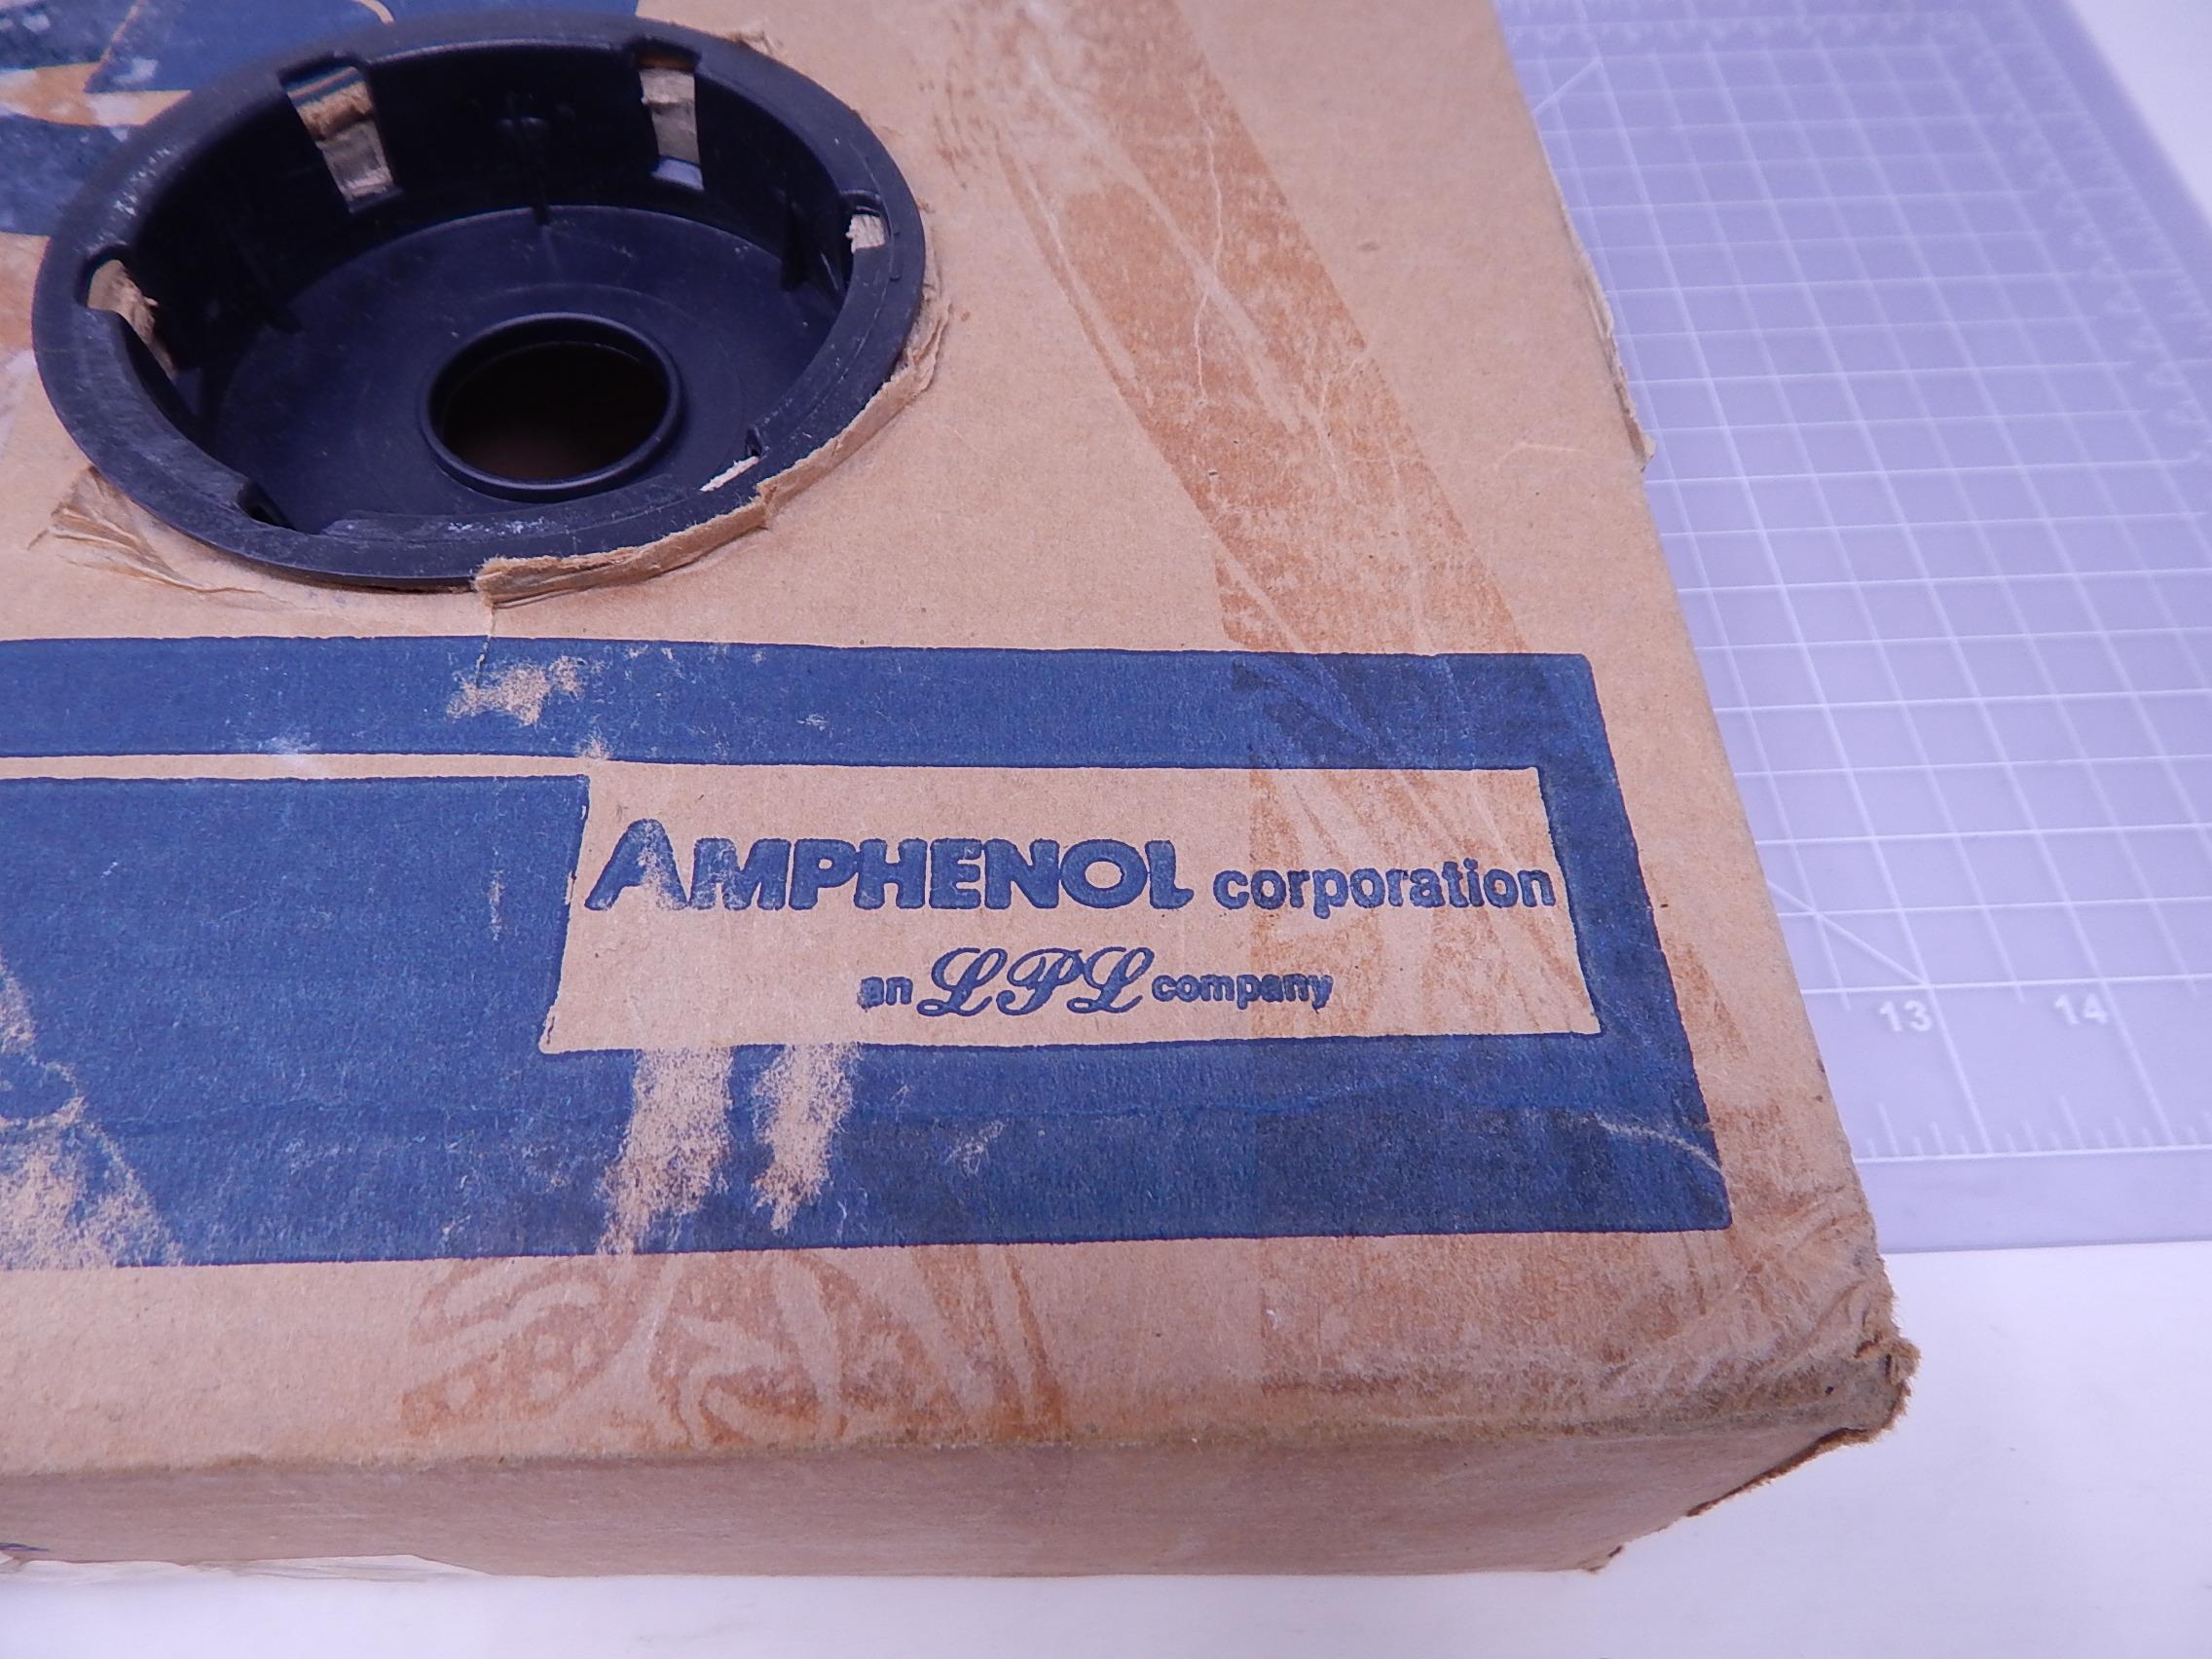 AMPHENOL corporation
an LPL company
13 14